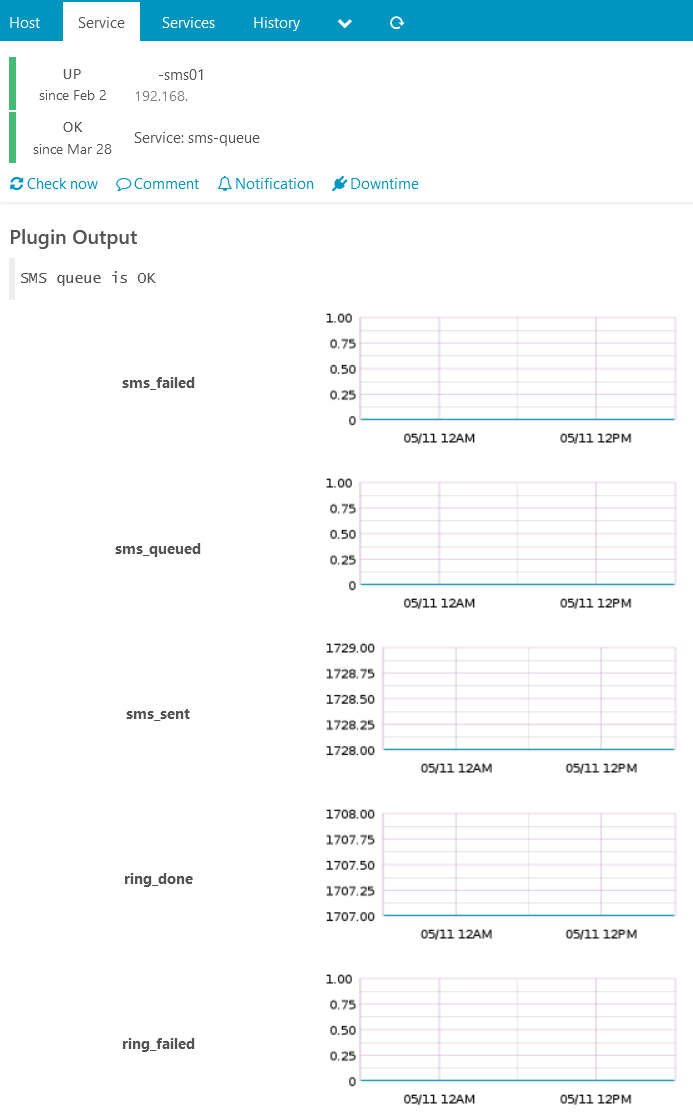 Host Service Services History
UP
-sms01
since Feb 2
192.168.
OK
since Mar 28
Service: sms-queue
Check now Comment Notification Downtime
Plugin Output
SMS queue is OK
sms_failed
1.00
0.75
0.50
0.25
0
05/11 12AM 05/11 12PM
sms_queued
1.00
0.75
0.50
0.25
0
05/11 12AM 05/11 12PM
sms_sent
1729.00
1728.75
1728.50
1728.25
1728.00
05/11 12AM 05/11 12PM
ring_done
1708.00
1707.75
1707.50
1707.25
1707.00
05/11 12AM 05/11 12PM
ring_failed
1.00
0.75
0.50
0.25
0
05/11 12AM 05/11 12PM